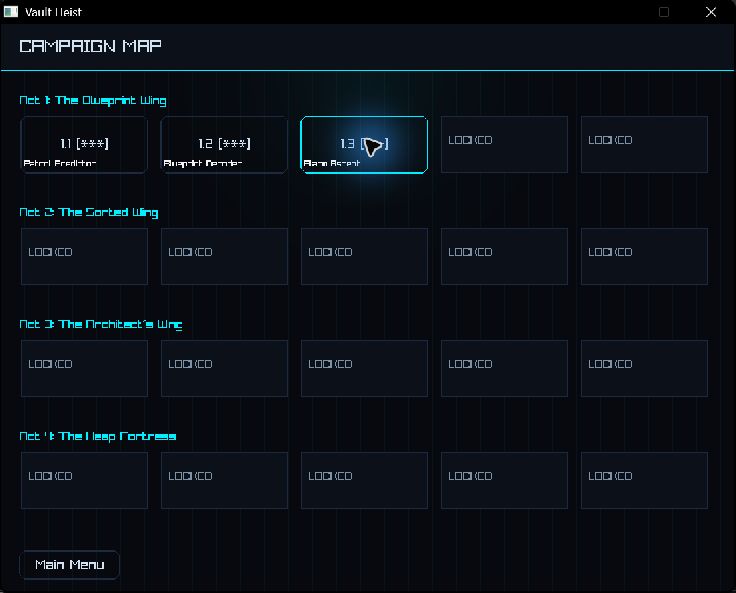 Vault Heist
CAMPAIGN MAP
Act 1: The Blueprint Wing
1.1 [***]
1.2 [***]
1.3
Patrol Prediction
Blueprint Decoder
LOCKED
LOCKED
Act 2: The Sorted Wing
LOCKED
LOCKED
LOCKED
LOCKED
LOCKED
Act 3: The Architect's Wing
LOCKED
LOCKED
LOCKED
LOCKED
LOCKED
Act 4: The Heap Fortress
LOCKED
LOCKED
LOCKED
LOCKED
LOCKED
Main Menu